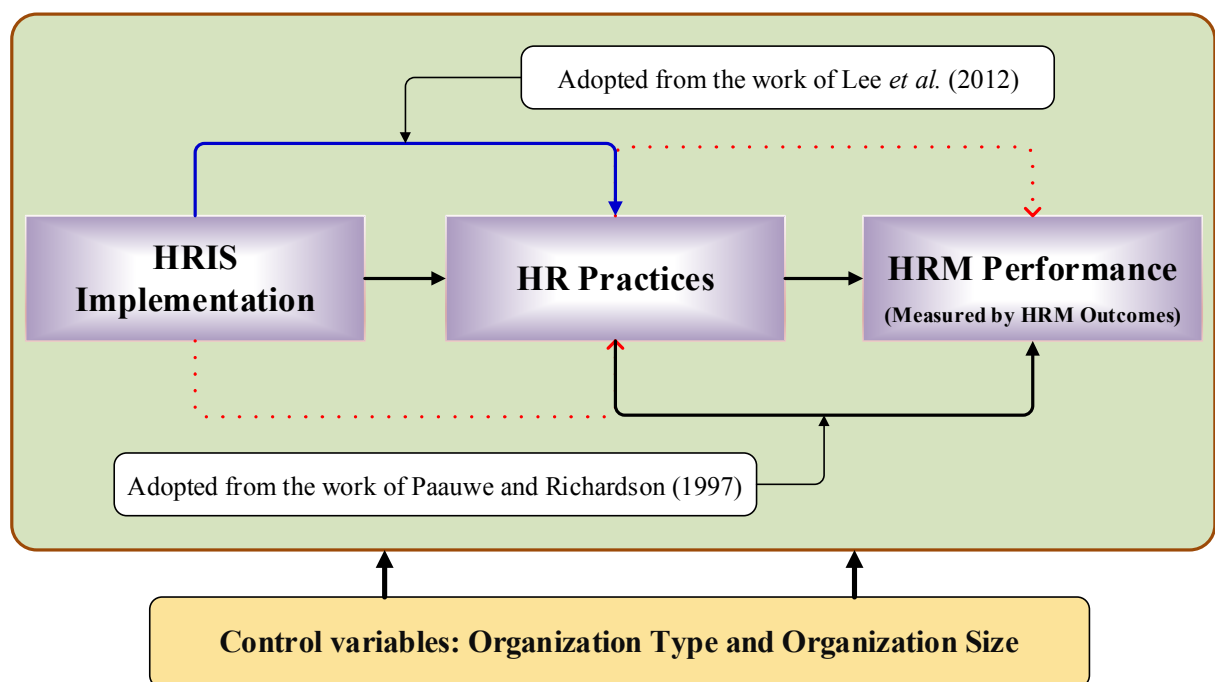 Adopted from the work of Lee et al. (2012)
HRIS
Implementation
HR Practices
HRM Performance
(Measured by HRM Outcomes)
Adopted from the work of Paauwe and Richardson (1997)
Control variables: Organization Type and Organization Size